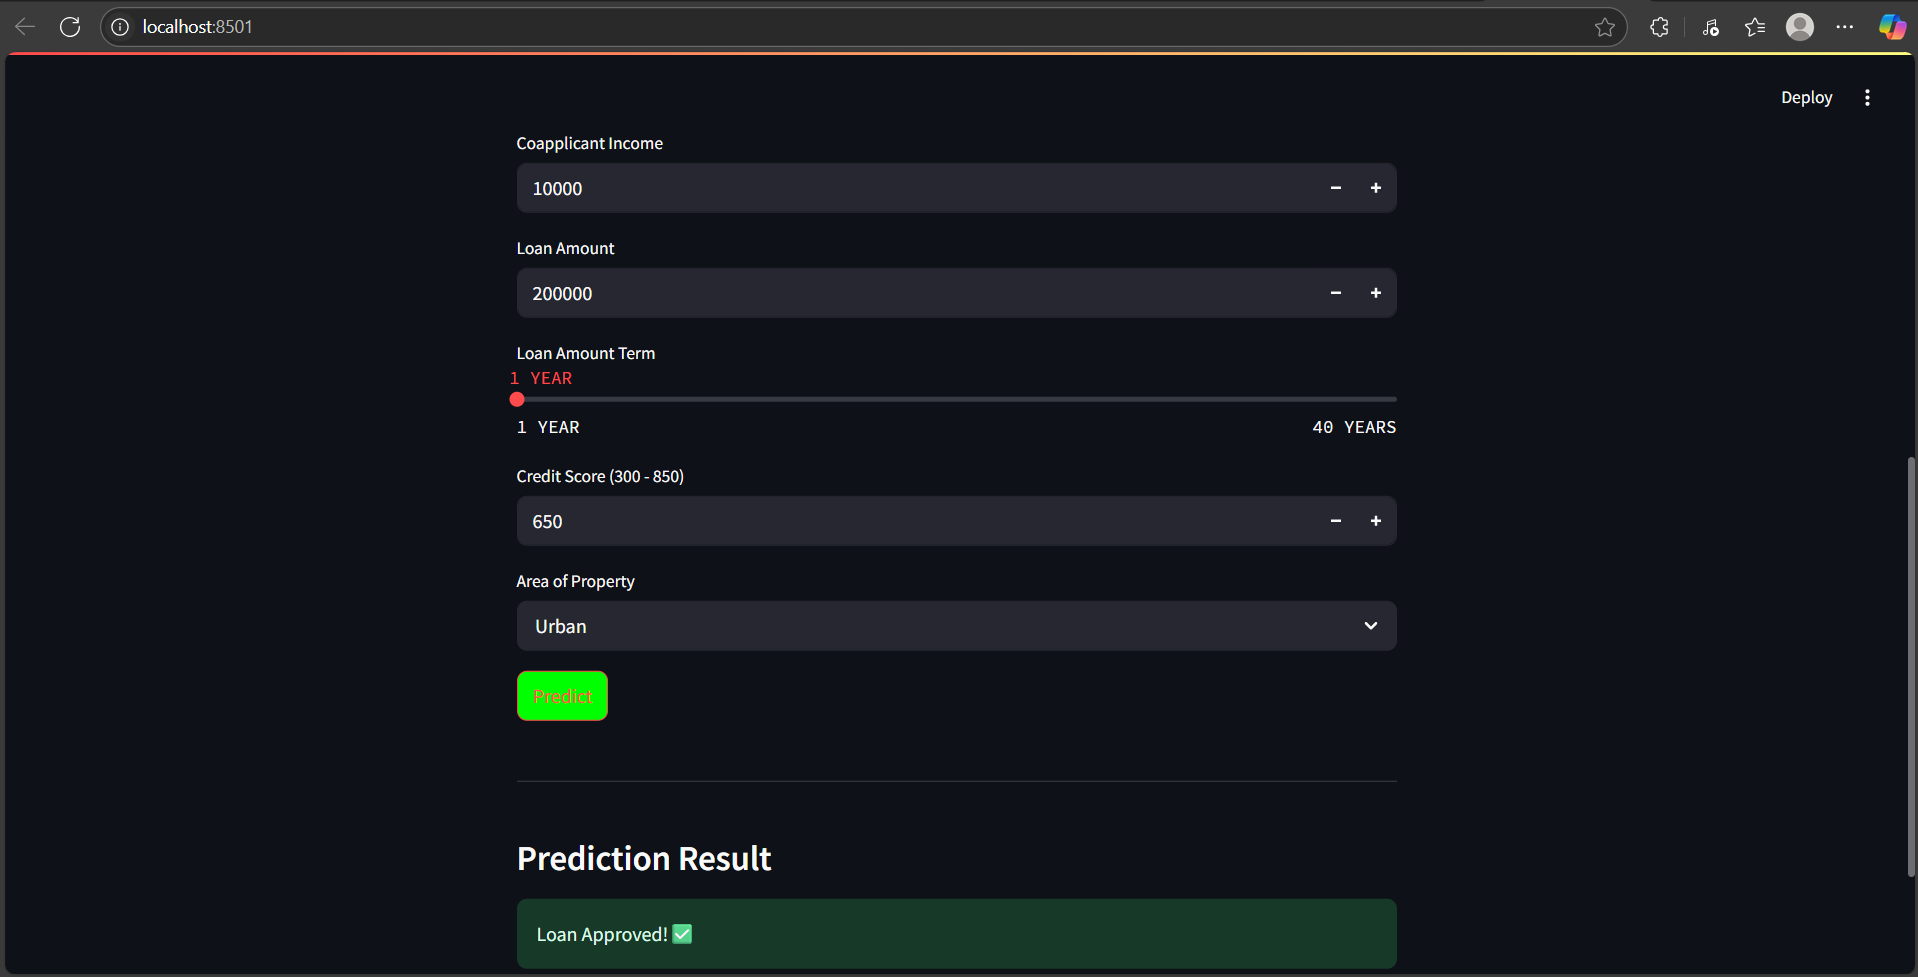 localhost:8501
Deploy
Coapplicant Income
10000
Loan Amount
200000
Loan Amount Term
1 YEAR
1 YEAR 40 YEARS
Credit Score (300 - 850)
650
Area of Property
Urban
Predict
Prediction Result
Loan Approved! ✅